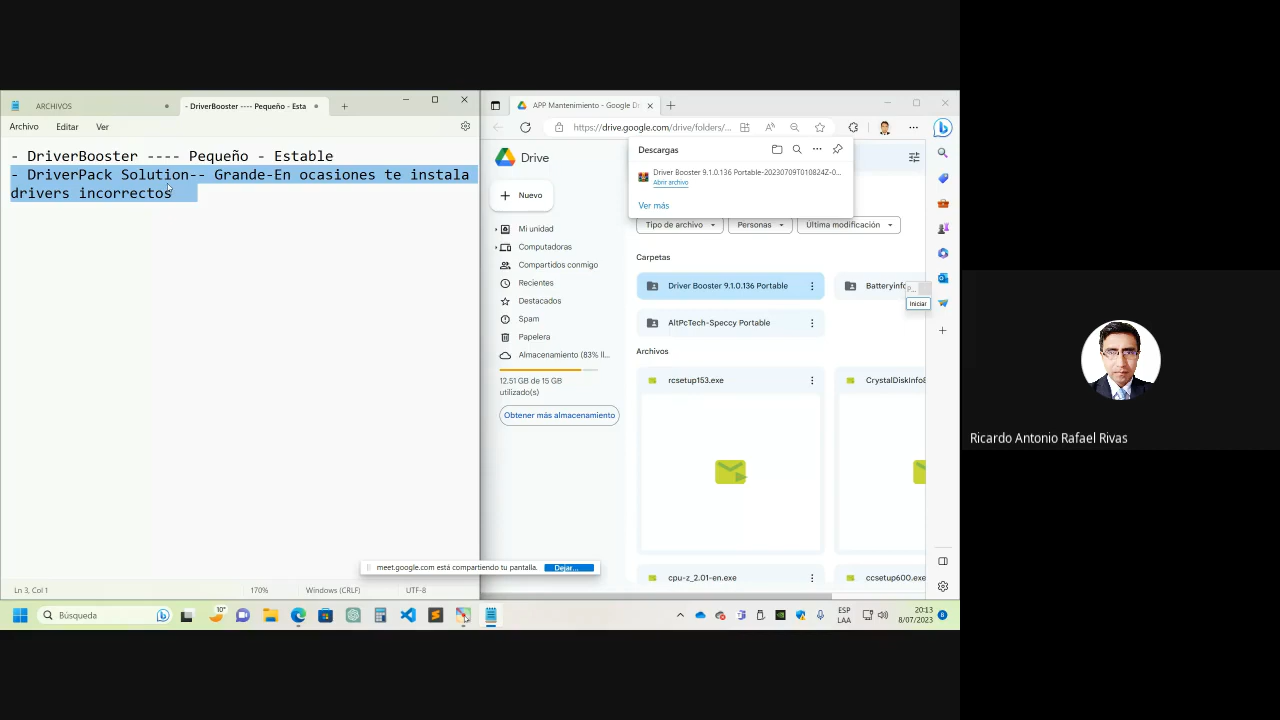 ARCHIVOS
- DriverBooster ---- Pequeño - Esta
Archivo Editar Ver
- DriverBooster ---- Pequeño - Estable
- DriverPack Solution-- Grande-En ocasiones te instala
drivers incorrectos
Ln 3, Col 1 170% Windows (CRLF) UTF-8
APP Mantenimiento - Google Dr
https://drive.google.com/drive/folders/...
Drive
Nuevo
Mi unidad
Computadoras
Compartidos conmigo
Recientes
Destacados
Spam
Papelera
Almacenamiento (83% ll...
12.51 GB de 15 GB
utilizado(s)
Obtener más almacenamiento
Descargas
Driver Booster 9.1.0.136 Portable-20230709T010824Z-0...
Abrir archivo
Ver más
Tipo de archivo Personas Última modificación
Carpetas
Driver Booster 9.1.0.136 Portable
Batteryinfo
P...
Iniciar
AltPcTech-Speccy Portable
Archivos
rcsetup153.exe
CrystalDiskInfo8
cpu-z_2.01-en.exe
ccsetup600.exe
meet.google.com está compartiendo tu pantalla. Dejar...
Búsqueda
10°
ESP
LAA
20:13
8/07/2023
8
Ricardo Antonio Rafael Rivas